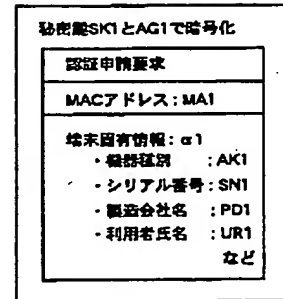 秘密鍵SK1とAG1で暗号化
認証申請要求
MACアドレス:MA1
端末固有情報:α1
・機器種別 :AK1
・シリアル番号:SN1
・製造会社名 :PD1
・利用者氏名 :UR1
など